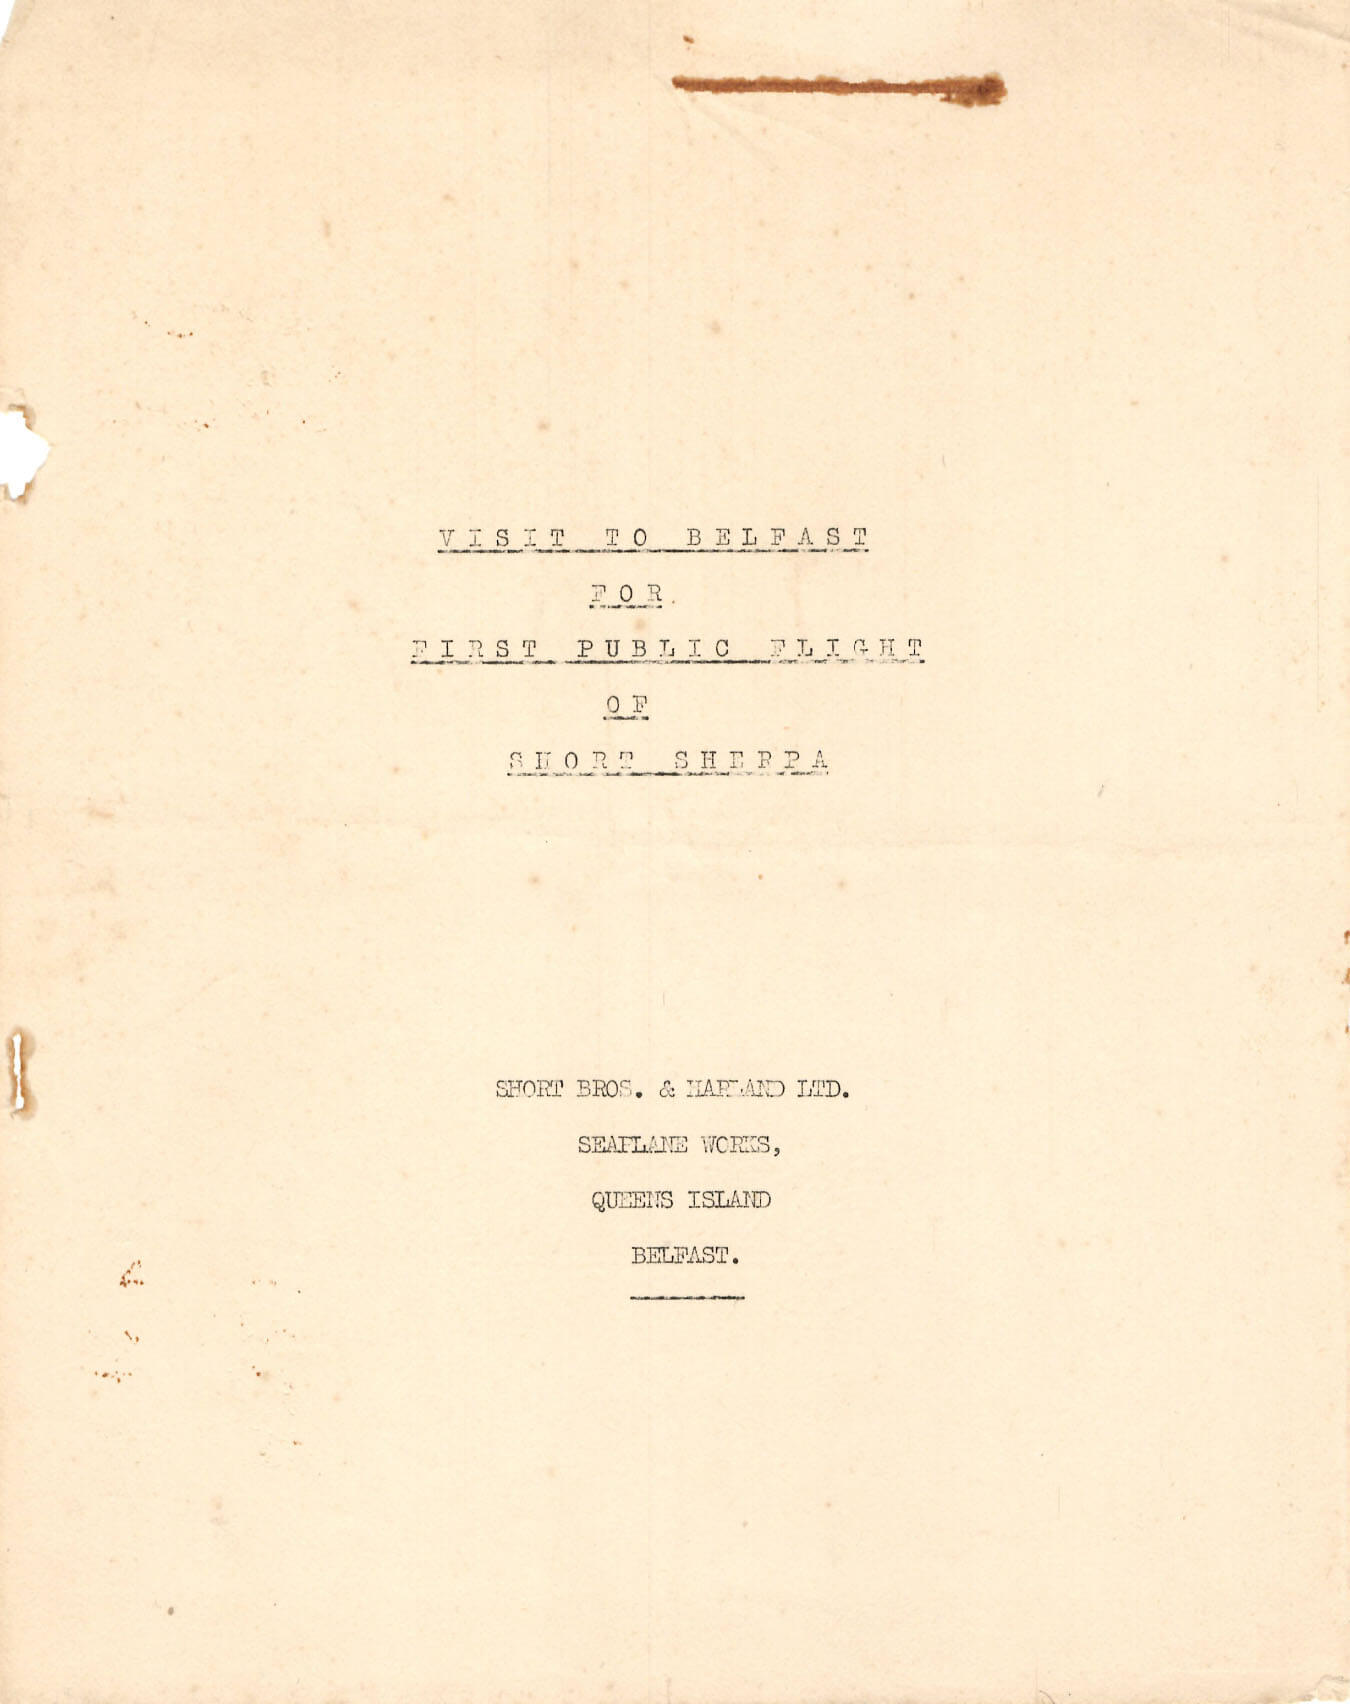 VISIT TO BELFAST
FOR
FIRST PUBLIC FLIGHT
OF
SHORT SHERPA
SHORT BROS. & HARLAND LTD.
SEAPLANE WORKS,
QUEENS ISLAND
BELFAST.